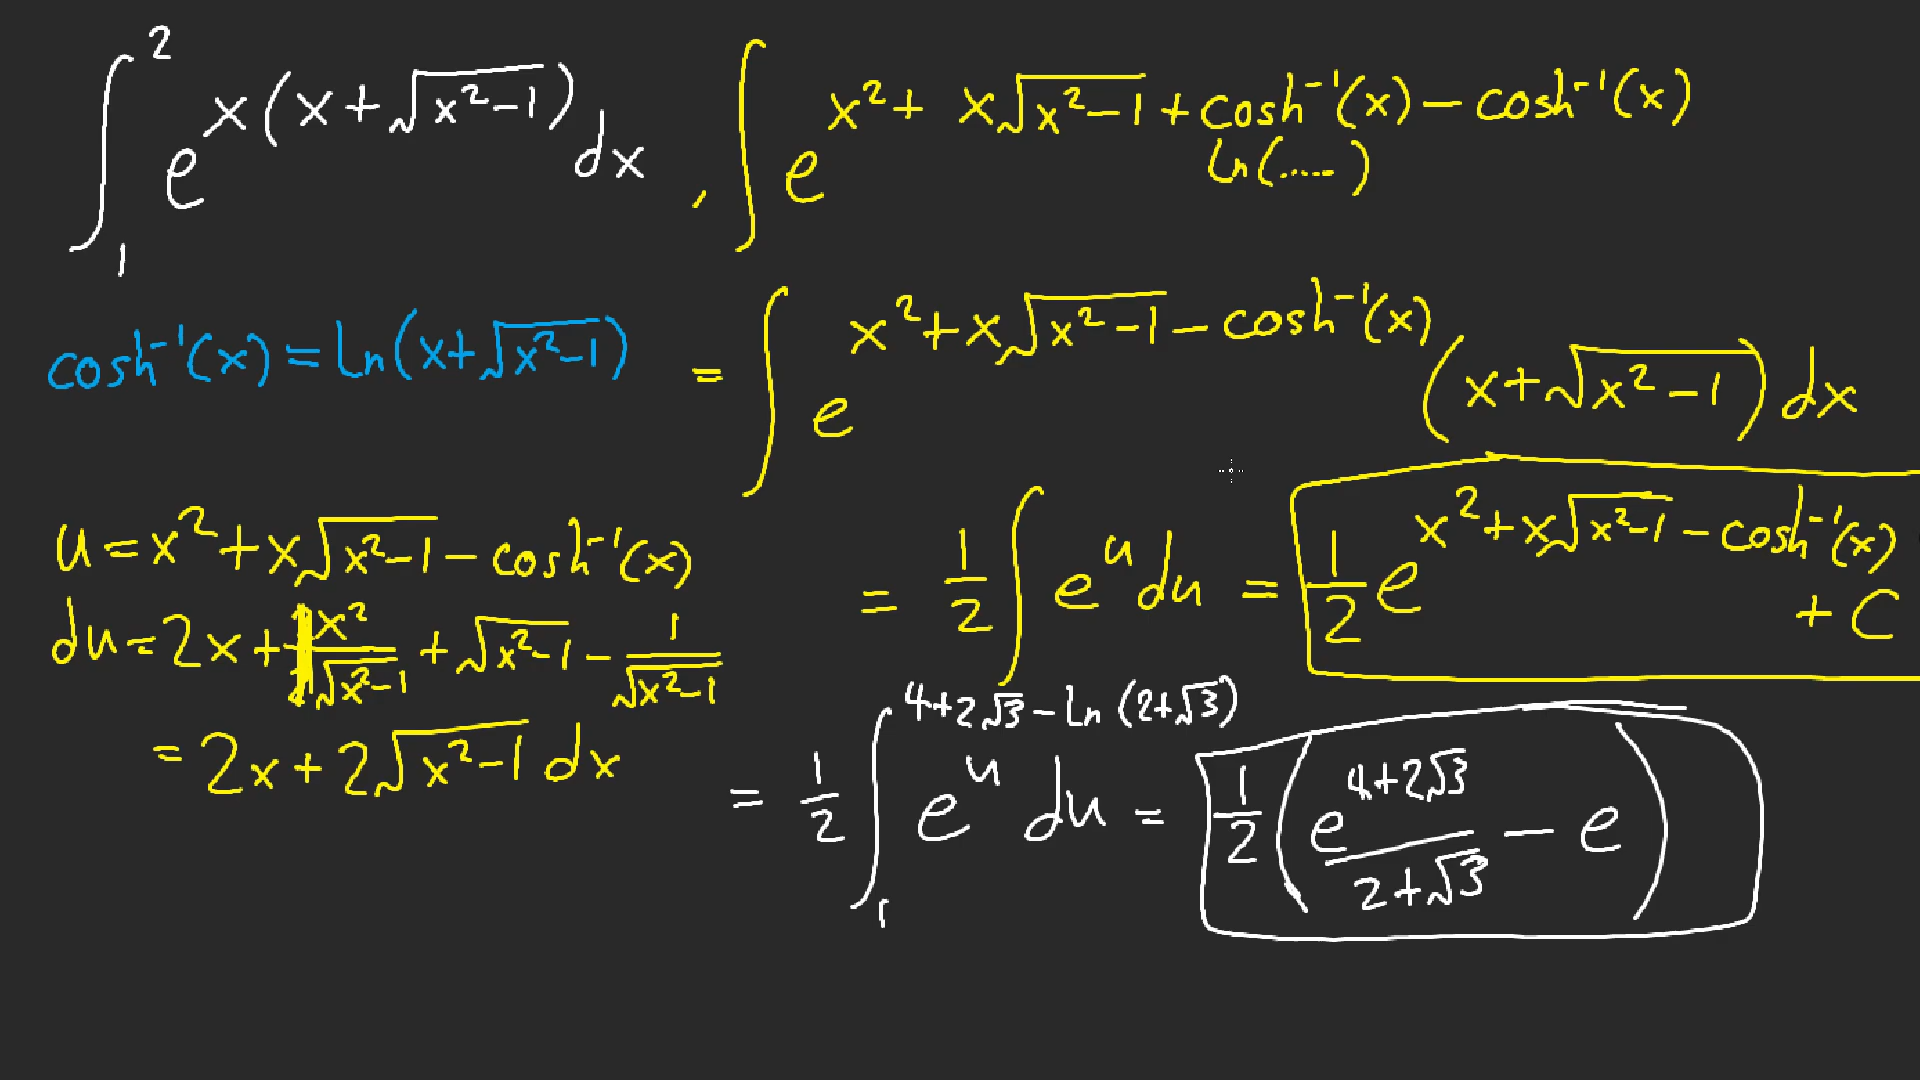 ∫₁² e^{x(x+√(x²-1))} dx , ∫ e^{x²+ x√(x²-1) + cosh⁻¹(x) - cosh⁻¹(x)}
ln(.....)
cosh⁻¹(x) = ln(x+√(x²-1))
= ∫ e^{x²+x√(x²-1) - cosh⁻¹(x)} (x+√(x²-1)) dx
u = x²+x√(x²-1) - cosh⁻¹(x)
du = 2x + x²/√(x²-1) + √(x²-1) - 1/√(x²-1)
= 2x + 2√(x²-1) dx
= 1/2 ∫ e^u du = 1/2 e^{x²+x√(x²-1) - cosh⁻¹(x)} + C
= 1/2 ∫₁^{4+2√3 - ln(2+√3)} e^u du = 1/2 (e^{4+2√3}/(2+√3) - e)